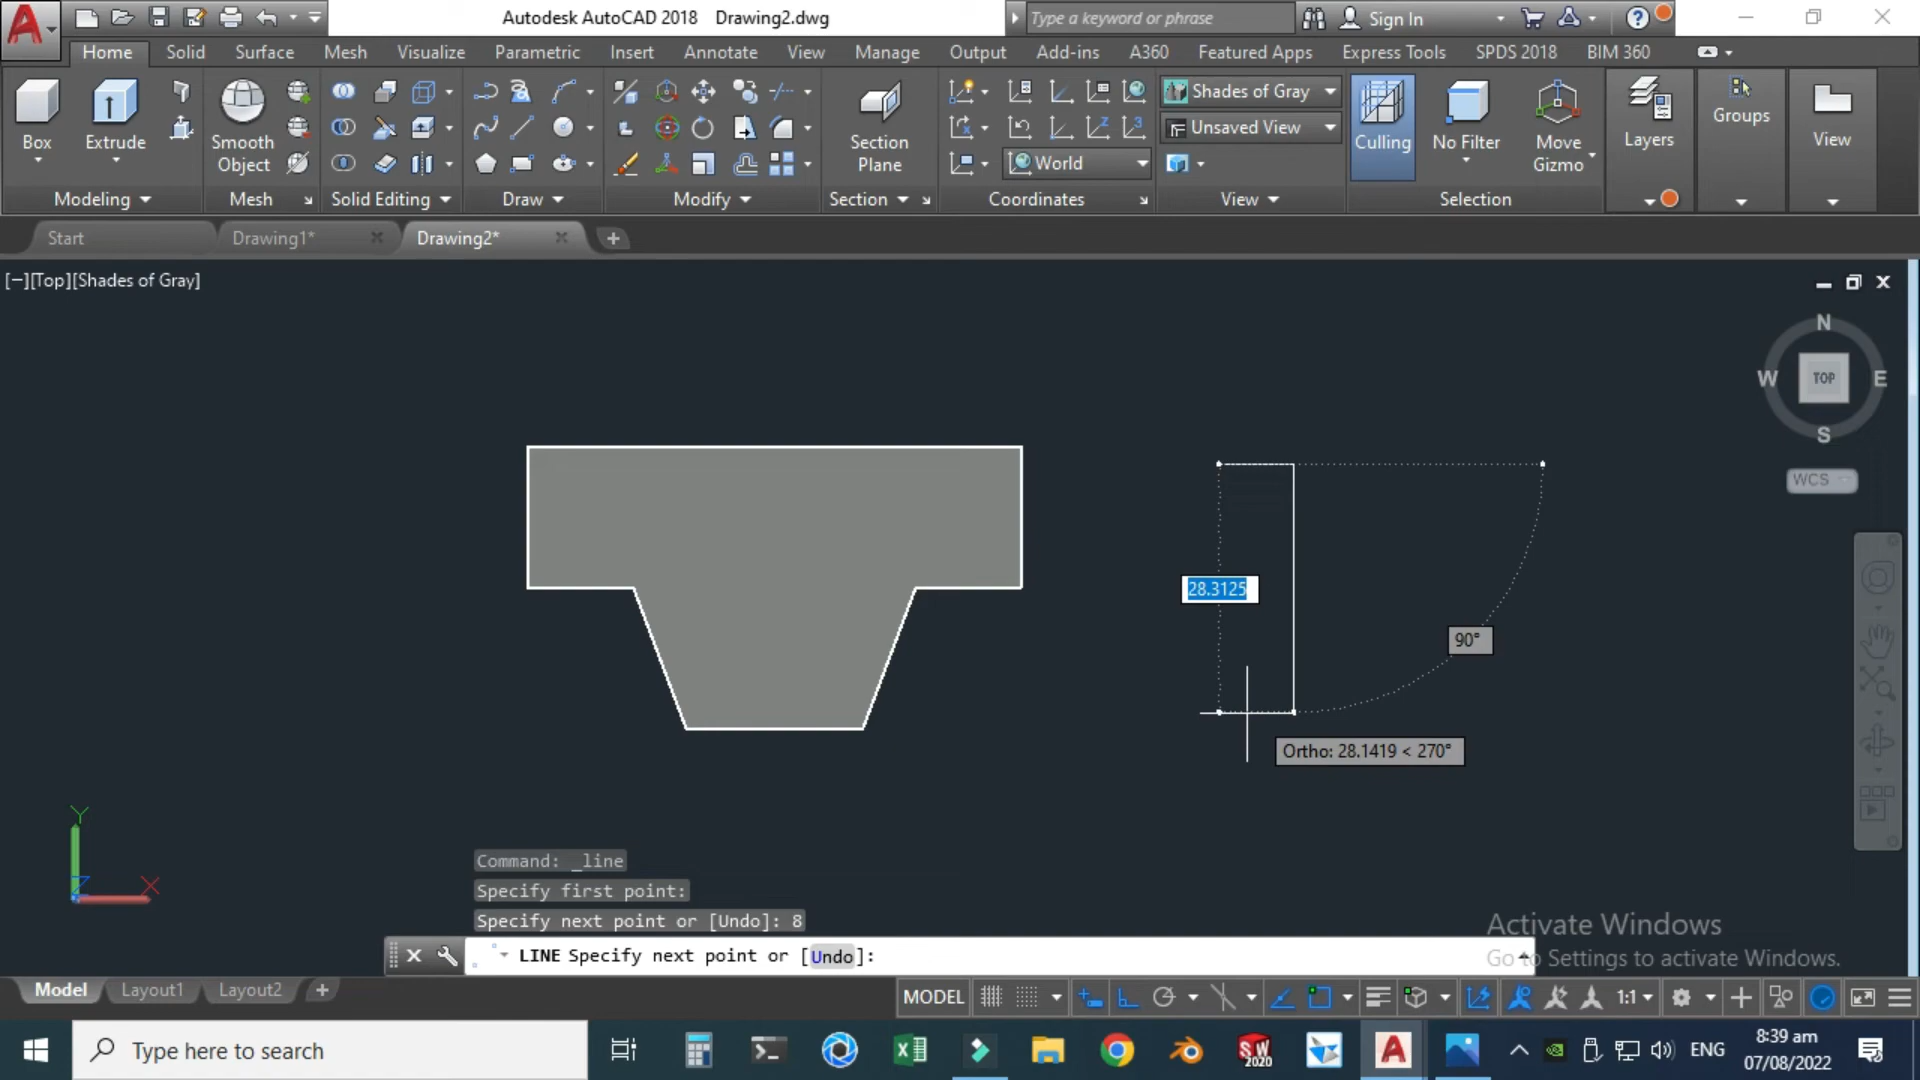 Autodesk AutoCAD 2018 Drawing2.dwg
Type a keyword or phrase
Sign In
Home Solid Surface Mesh Visualize Parametric Insert Annotate View Manage Output Add-ins A360 Featured Apps Express Tools SPDS 2018 BIM 360
Box
Extrude
Smooth
Object
Section
Plane
Shades of Gray
Unsaved View
World
Culling
No Filter
Move
Gizmo
Layers
Groups
View
Modeling Mesh Solid Editing Draw Modify Section Coordinates View Selection
Start Drawing1* Drawing2*
[−][Top][Shades of Gray]
N
W TOP E
S
WCS
28.3125
90°
Ortho: 28.1419 < 270°
Y
Z X
Command: _line
Specify first point:
Specify next point or [Undo]: 8
LINE Specify next point or [Undo]:
Activate Windows
Go to Settings to activate Windows.
Model Layout1 Layout2
MODEL 1:1
Type here to search
SW
2020
ENG
8:39 am
07/08/2022